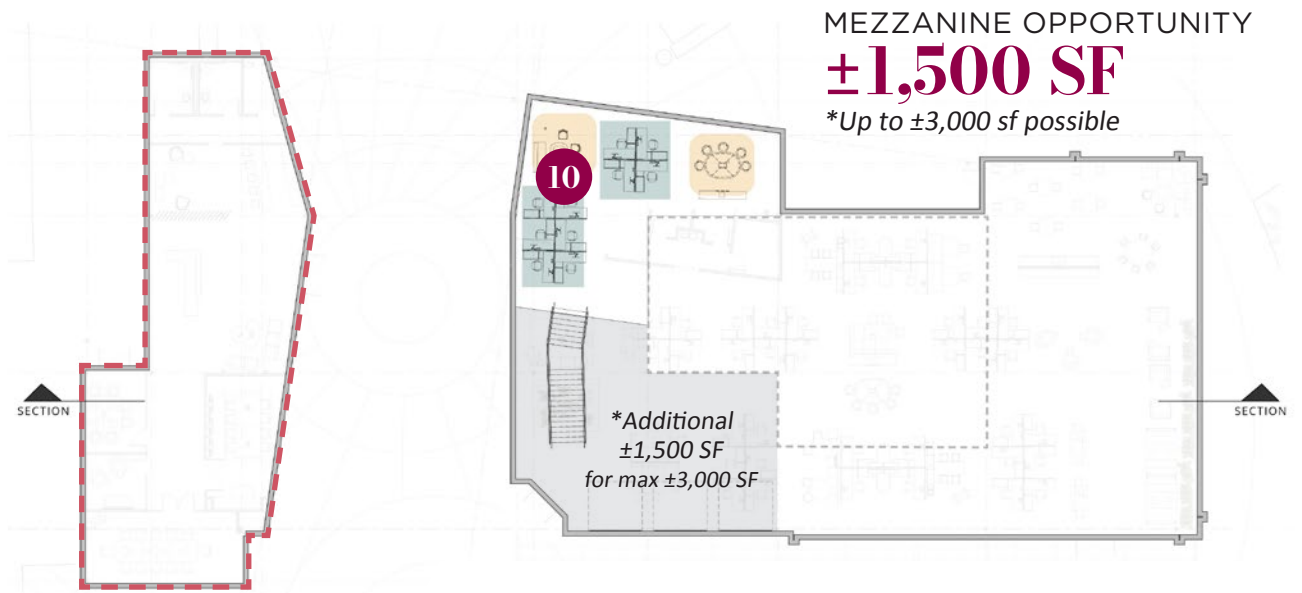 MEZZANINE OPPORTUNITY
±1,500 SF
*Up to ±3,000 sf possible
10
SECTION
SECTION
*Additional
±1,500 SF
for max ±3,000 SF